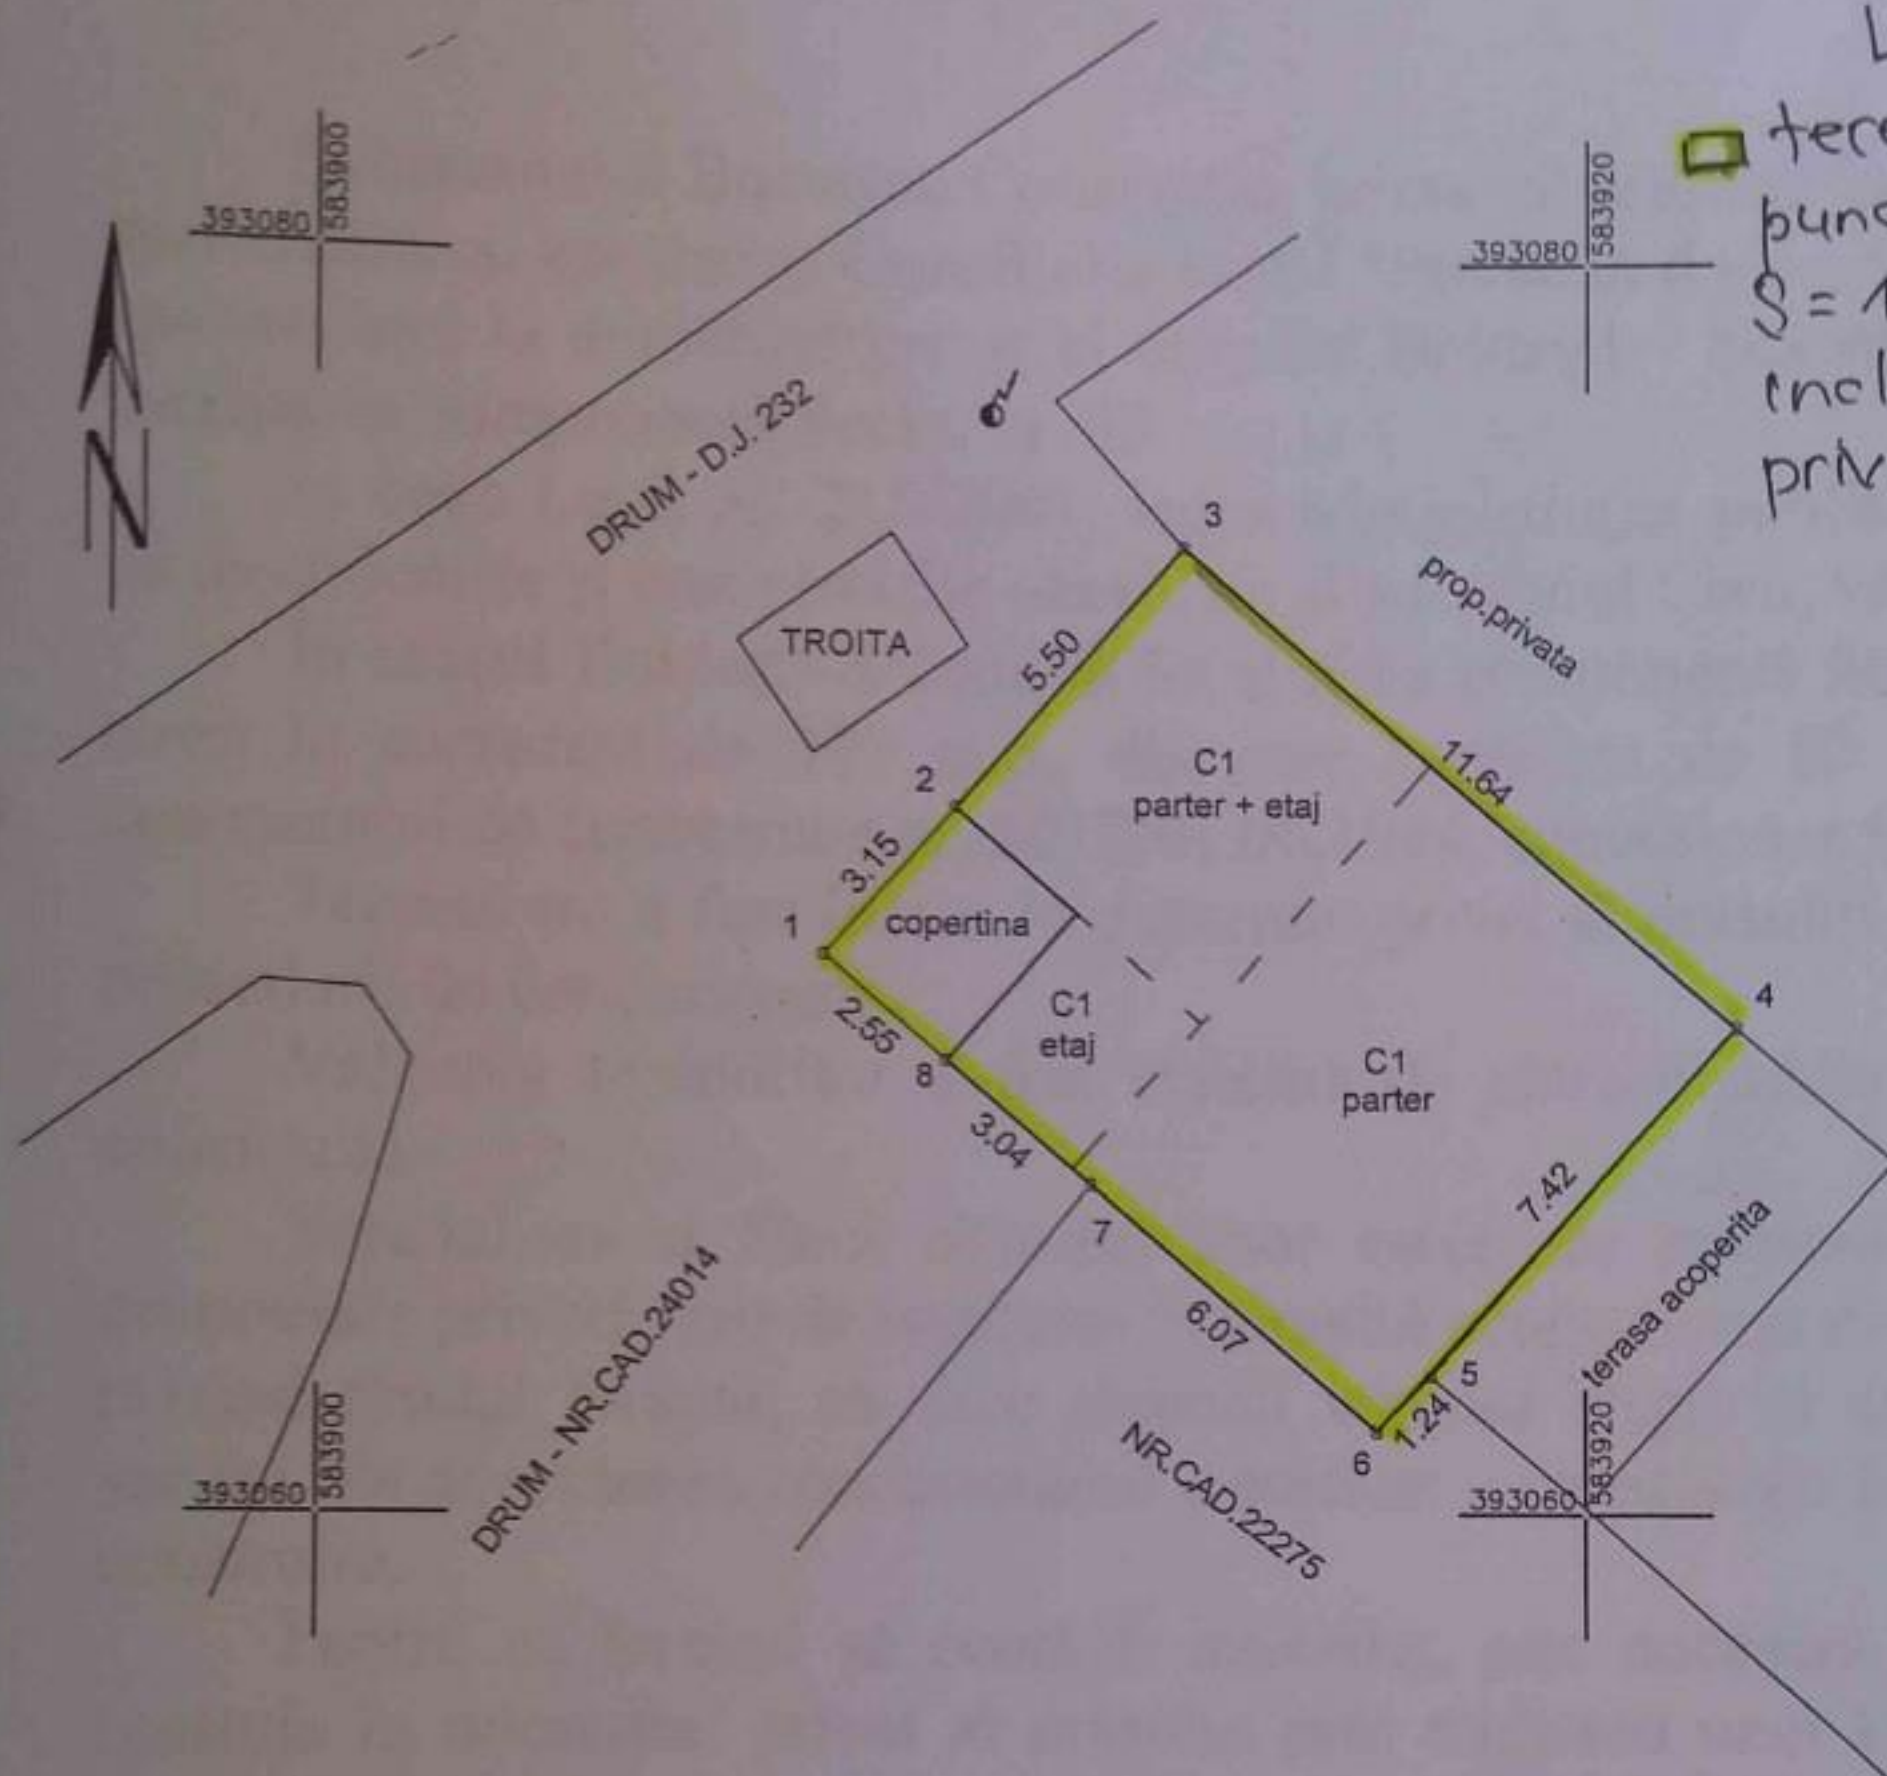 583900
393080
583920
393080
S = 1
DRUM - D.J. 232
3
prop.privata
TROITA
5.50
C1
parter + etaj
11.64
2
3.15
1
copertina
4
2.55
C1
etaj
8
C1
parter
3.04
7.42
7
terasa acoperita
6.07
5
1.24
6
DRUM - NR.CAD.24014
NR.CAD.22275
583900
393060
583920
393060
N